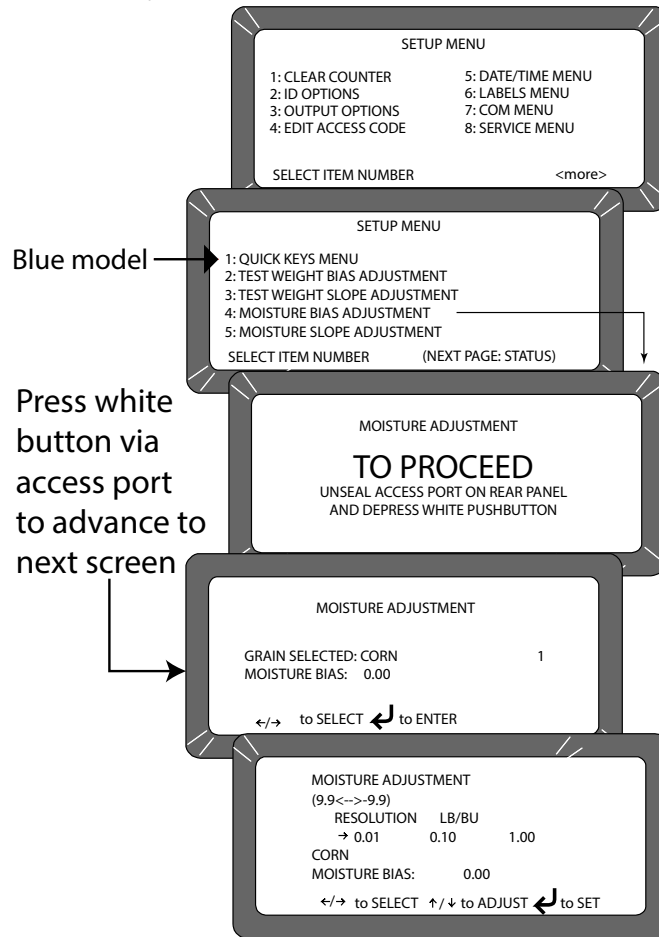 SETUP MENU
1: CLEAR COUNTER 5: DATE/TIME MENU
2: ID OPTIONS 6: LABELS MENU
3: OUTPUT OPTIONS 7: COM MENU
4: EDIT ACCESS CODE 8: SERVICE MENU
SELECT ITEM NUMBER <more>
SETUP MENU
Blue model
1: QUICK KEYS MENU
2: TEST WEIGHT BIAS ADJUSTMENT
3: TEST WEIGHT SLOPE ADJUSTMENT
4: MOISTURE BIAS ADJUSTMENT
5: MOISTURE SLOPE ADJUSTMENT
SELECT ITEM NUMBER (NEXT PAGE: STATUS)
Press white
button via
access port
to advance to
next screen
MOISTURE ADJUSTMENT
TO PROCEED
UNSEAL ACCESS PORT ON REAR PANEL
AND DEPRESS WHITE PUSHBUTTON
MOISTURE ADJUSTMENT
GRAIN SELECTED: CORN 1
MOISTURE BIAS: 0.00
←/→ to SELECT ↵ to ENTER
MOISTURE ADJUSTMENT
(9.9<-->-9.9)
RESOLUTION LB/BU
→ 0.01 0.10 1.00
CORN
MOISTURE BIAS: 0.00
←/→ to SELECT ↑/↓ to ADJUST ↵ to SET